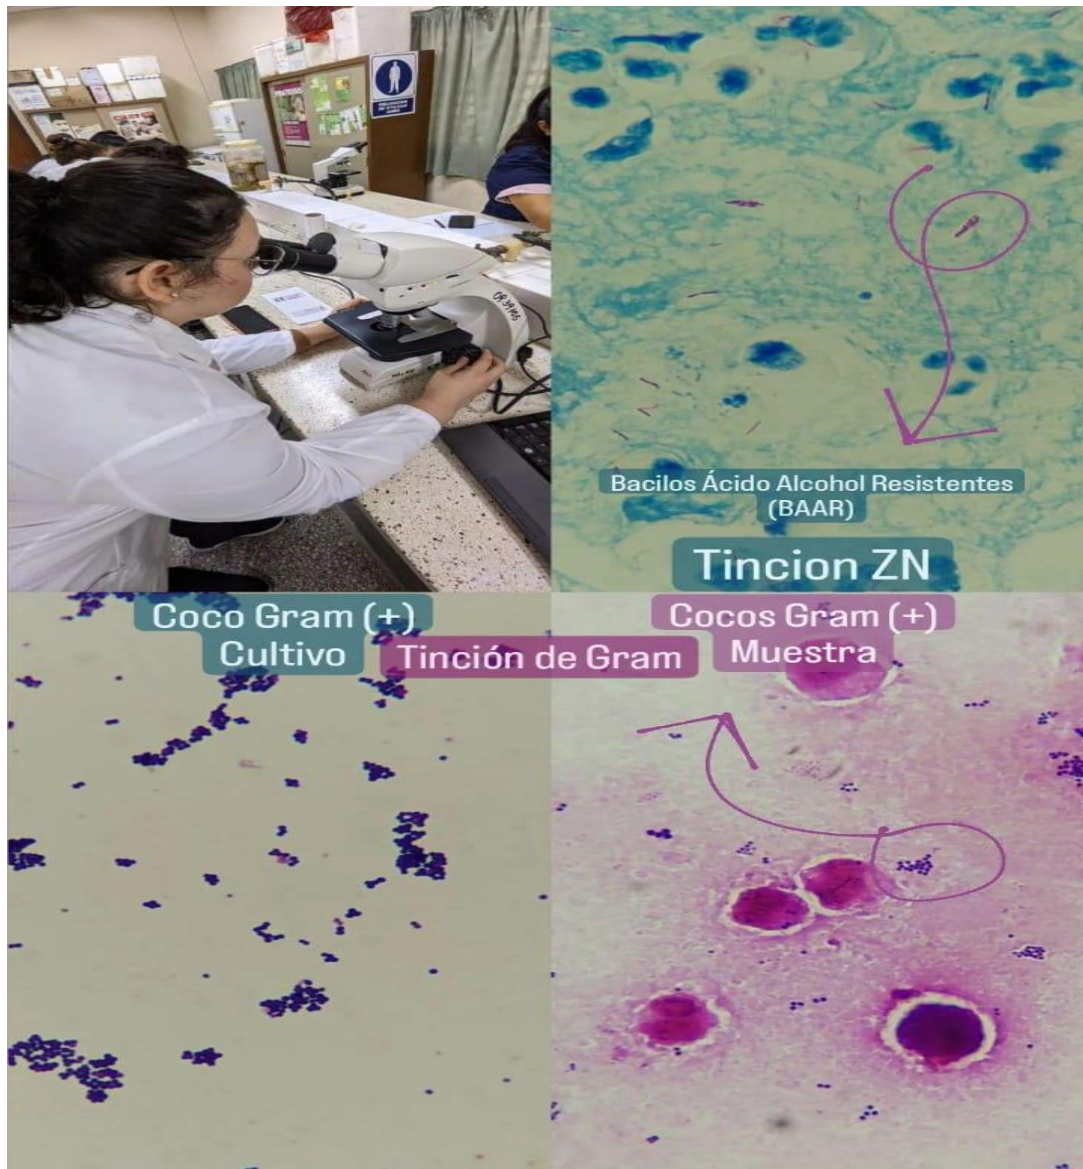 Bacilos Ácido Alcohol Resistentes
(BAAR)
Tincion ZN
Coco Gram (+)
Cultivo
Tinción de Gram
Cocos Gram (+)
Muestra